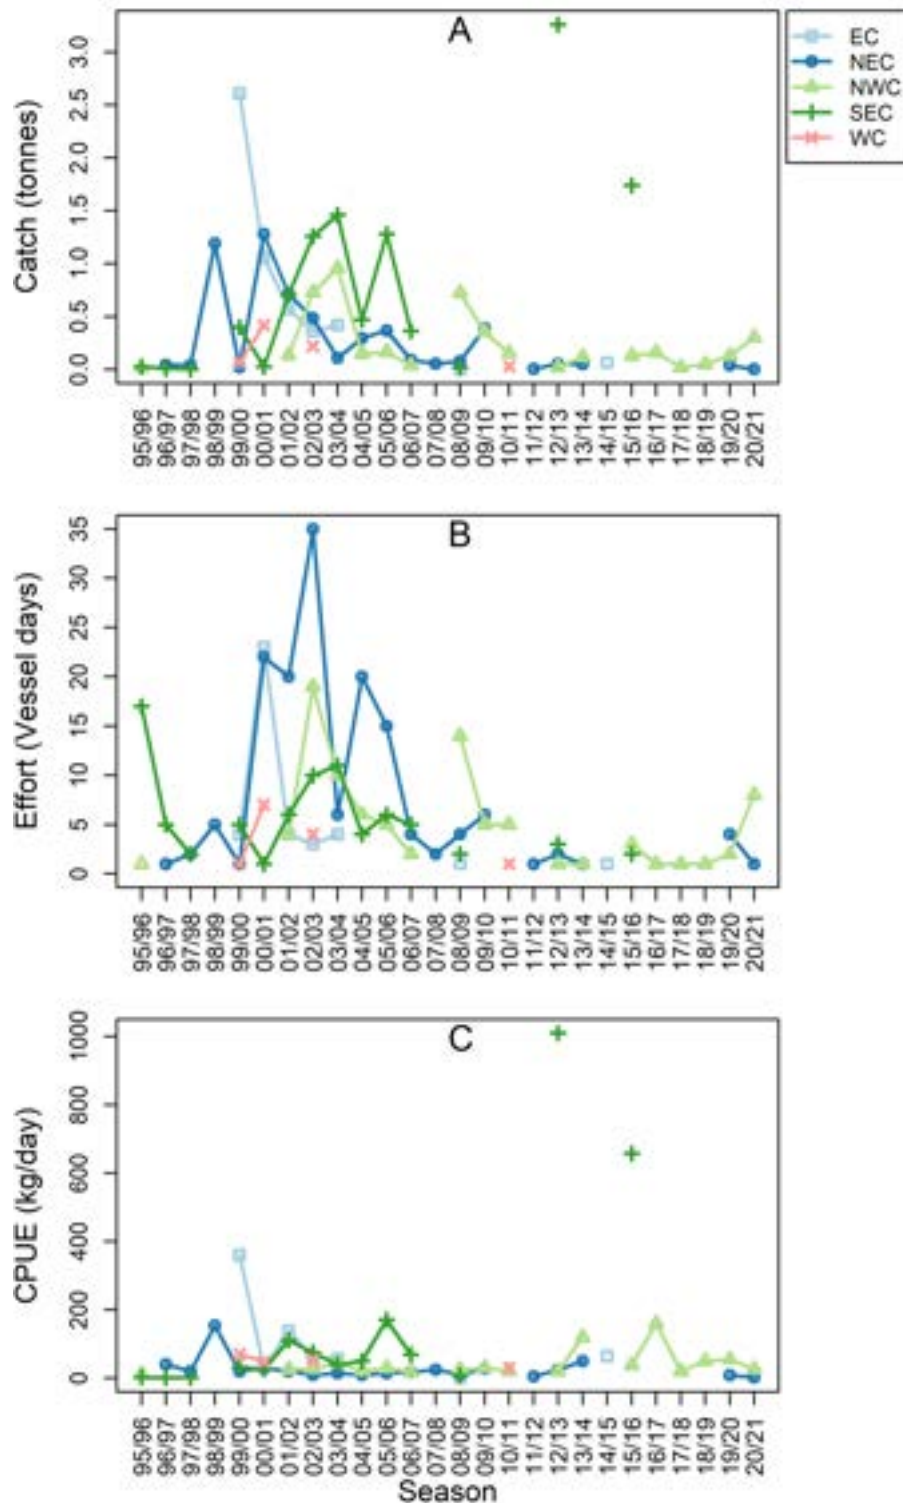 A
Catch (tonnes)
3.0
2.5
2.0
1.5
1.0
0.5
0.0
95/96 96/97 97/98 98/99 99/00 00/01 01/02 02/03 03/04 04/05 05/06 06/07 07/08 08/09 09/10 10/11 11/12 12/13 13/14 14/15 15/16 16/17 17/18 18/19 19/20 20/21
EC
NEC
NWC
SEC
WC
B
Effort (Vessel days)
35
30
25
20
15
10
5
0
95/96 96/97 97/98 98/99 99/00 00/01 01/02 02/03 03/04 04/05 05/06 06/07 07/08 08/09 09/10 10/11 11/12 12/13 13/14 14/15 15/16 16/17 17/18 18/19 19/20 20/21
C
CPUE (kg/day)
1000
800
600
400
200
0
95/96 96/97 97/98 98/99 99/00 00/01 01/02 02/03 03/04 04/05 05/06 06/07 07/08 08/09 09/10 10/11 11/12 12/13 13/14 14/15 15/16 16/17 17/18 18/19 19/20 20/21
Season